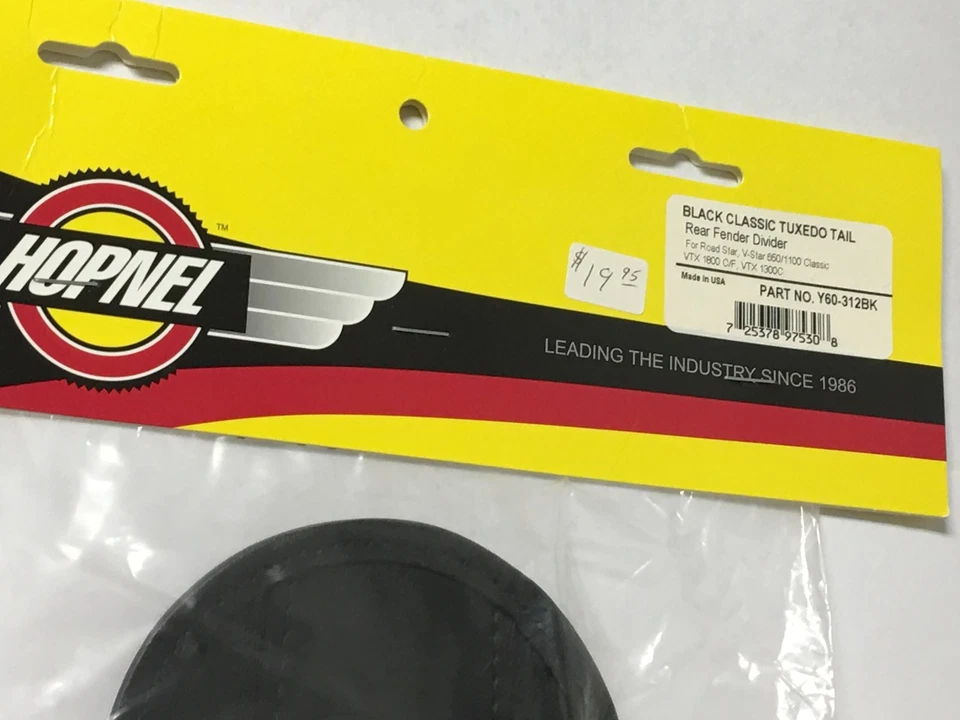 HOPNEL
TM
$19.95
BLACK CLASSIC TUXEDO TAIL
Rear Fender Divider
For Road Star, V-Star 650/1100 Classic
VTX 1800 C/F, VTX 1300C
Made in USA
PART NO. Y60-312BK
7 25378 97530 8
LEADING THE INDUSTRY SINCE 1986